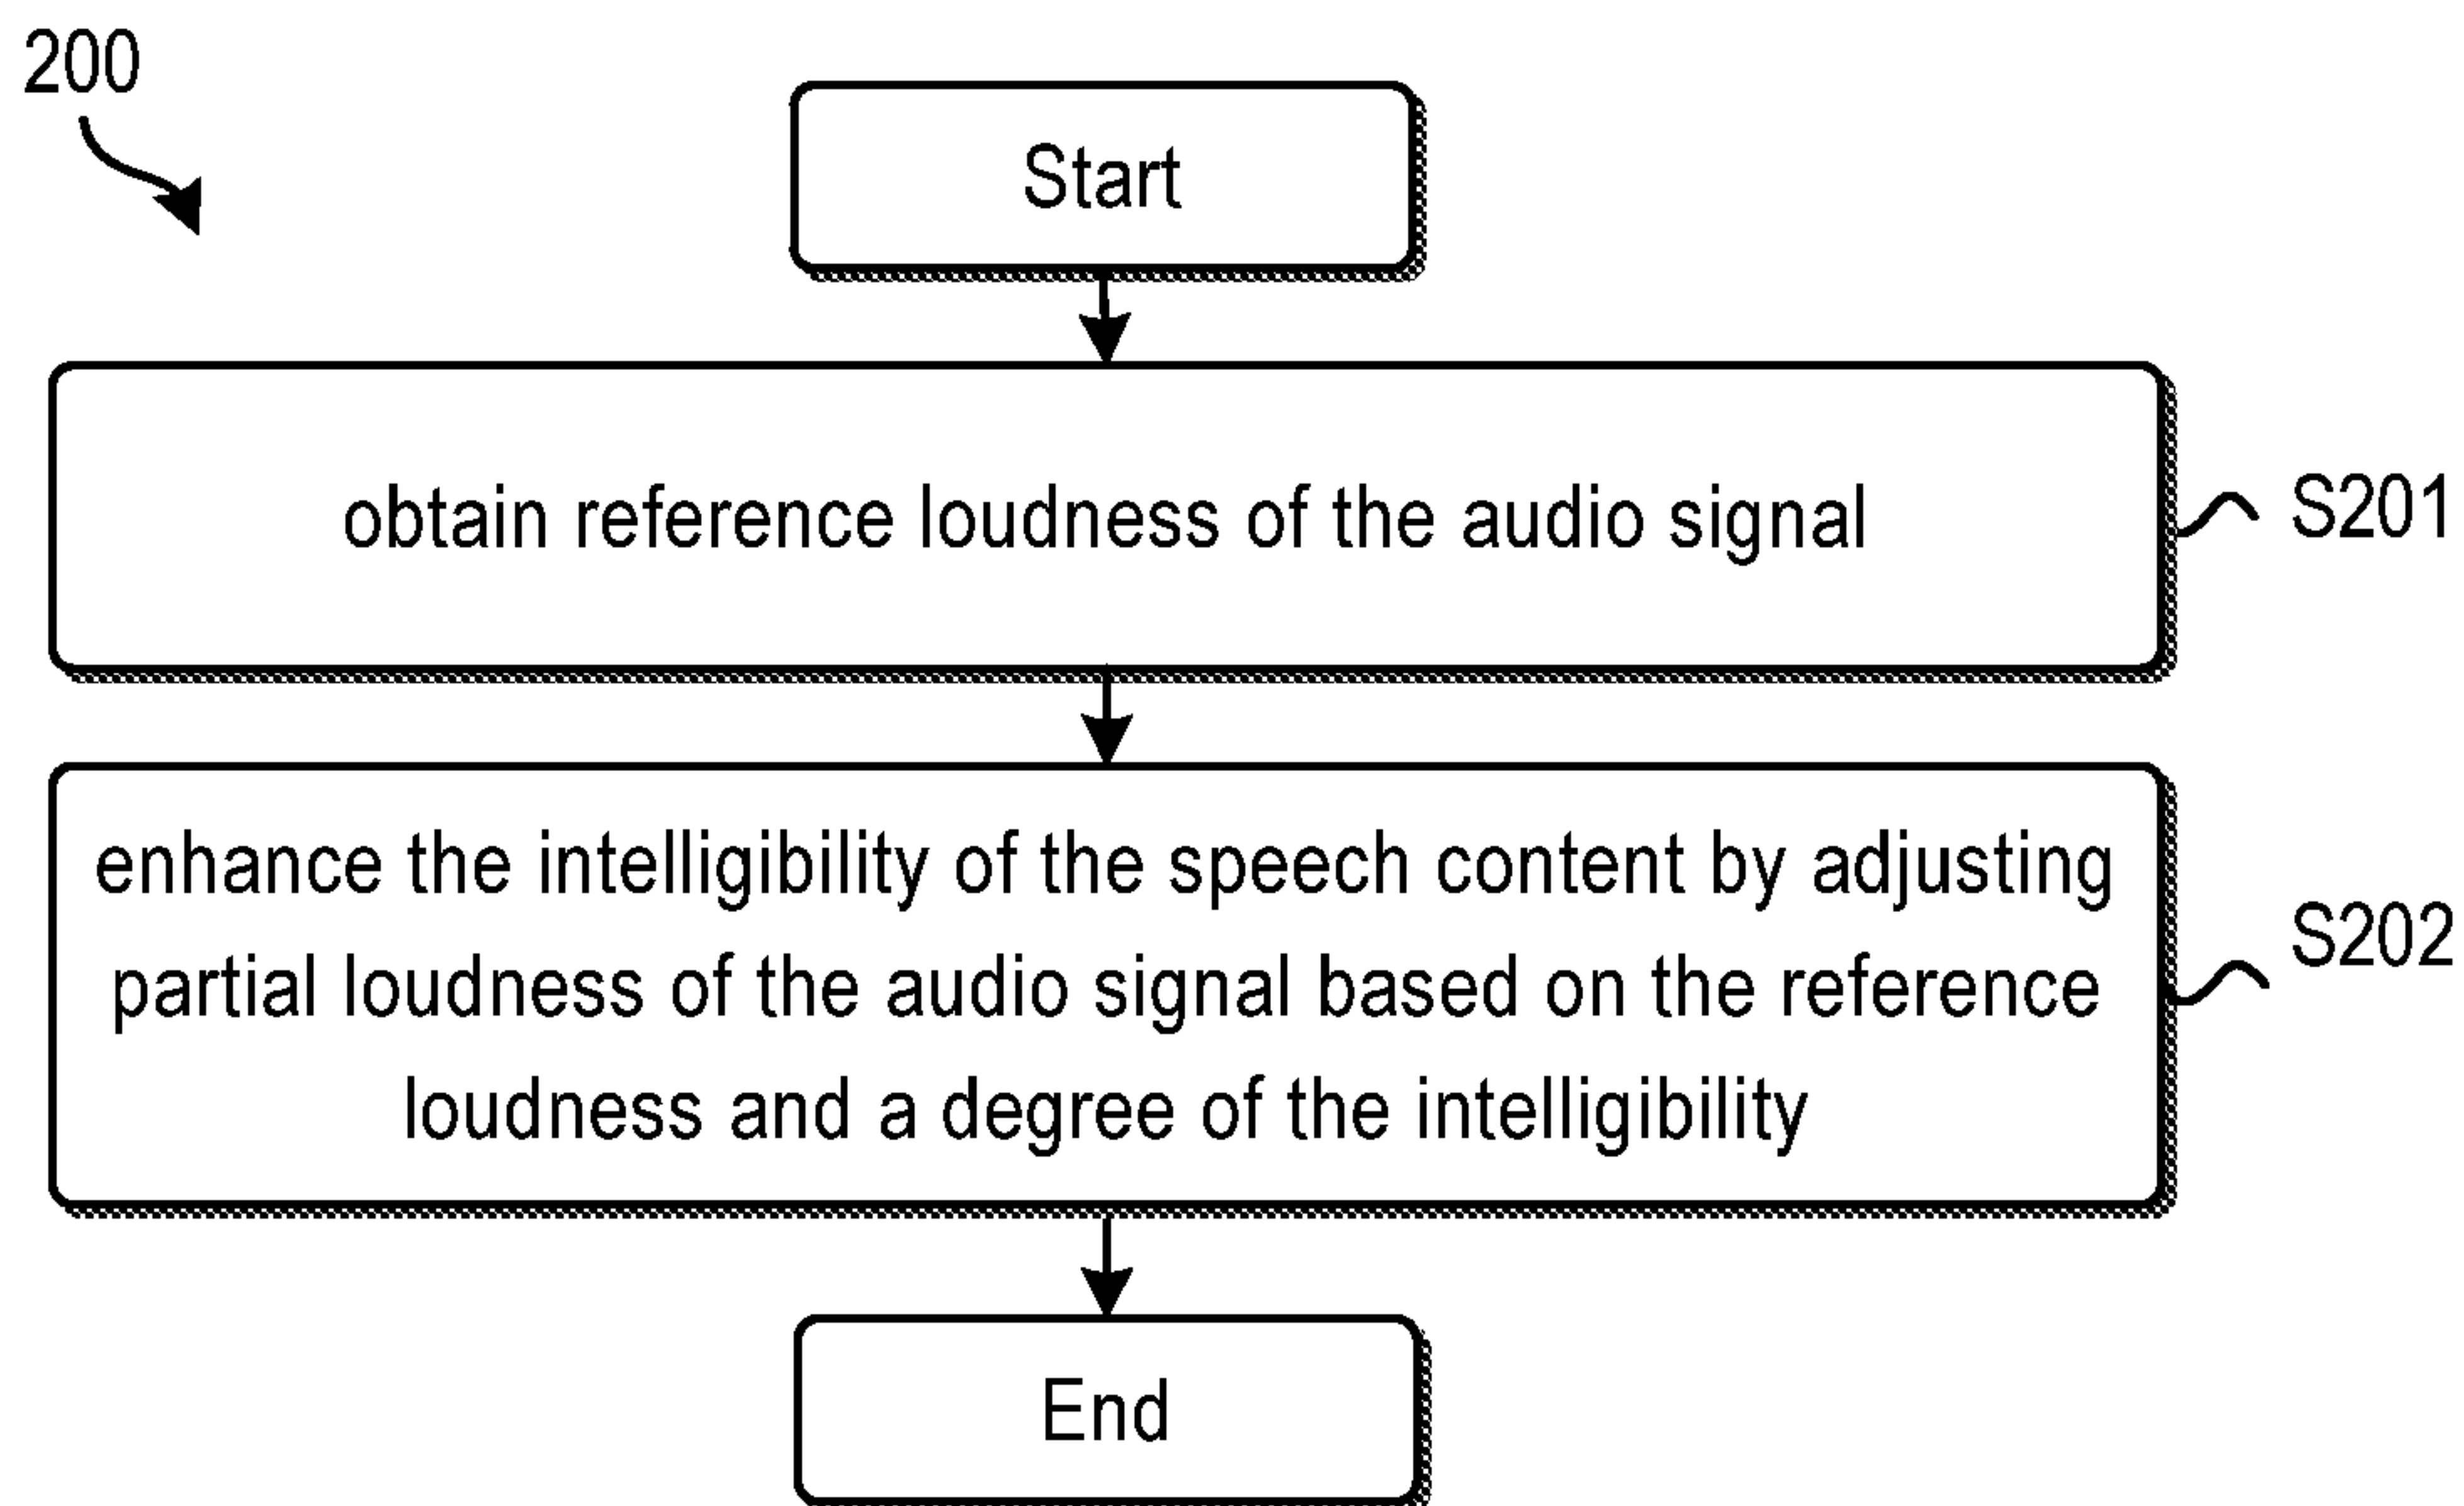 200
Start
obtain reference loudness of the audio signal
S201
enhance the intelligibility of the speech content by adjusting
partial loudness of the audio signal based on the reference
loudness and a degree of the intelligibility
S202
End